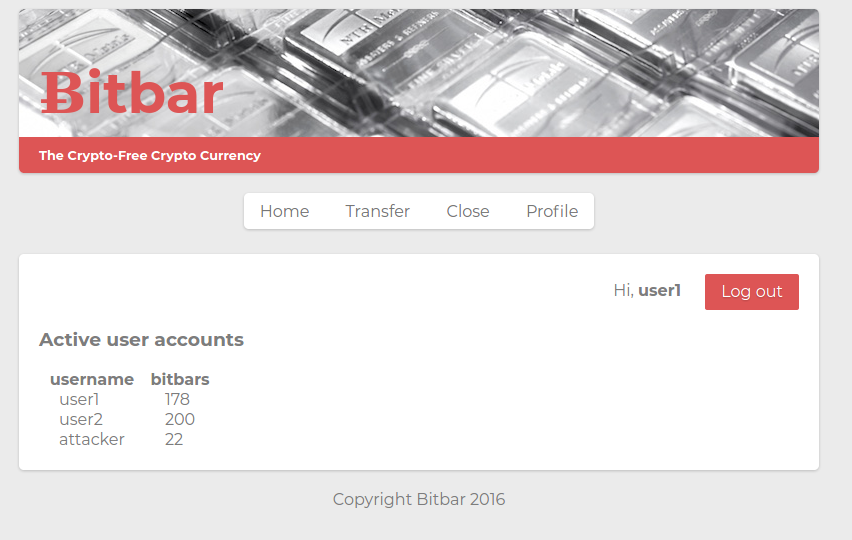 Ƀitbar
The Crypto-Free Crypto Currency
Home Transfer Close Profile
Hi, user1 Log out
Active user accounts
username bitbars
user1 178
user2 200
attacker 22
Copyright Bitbar 2016